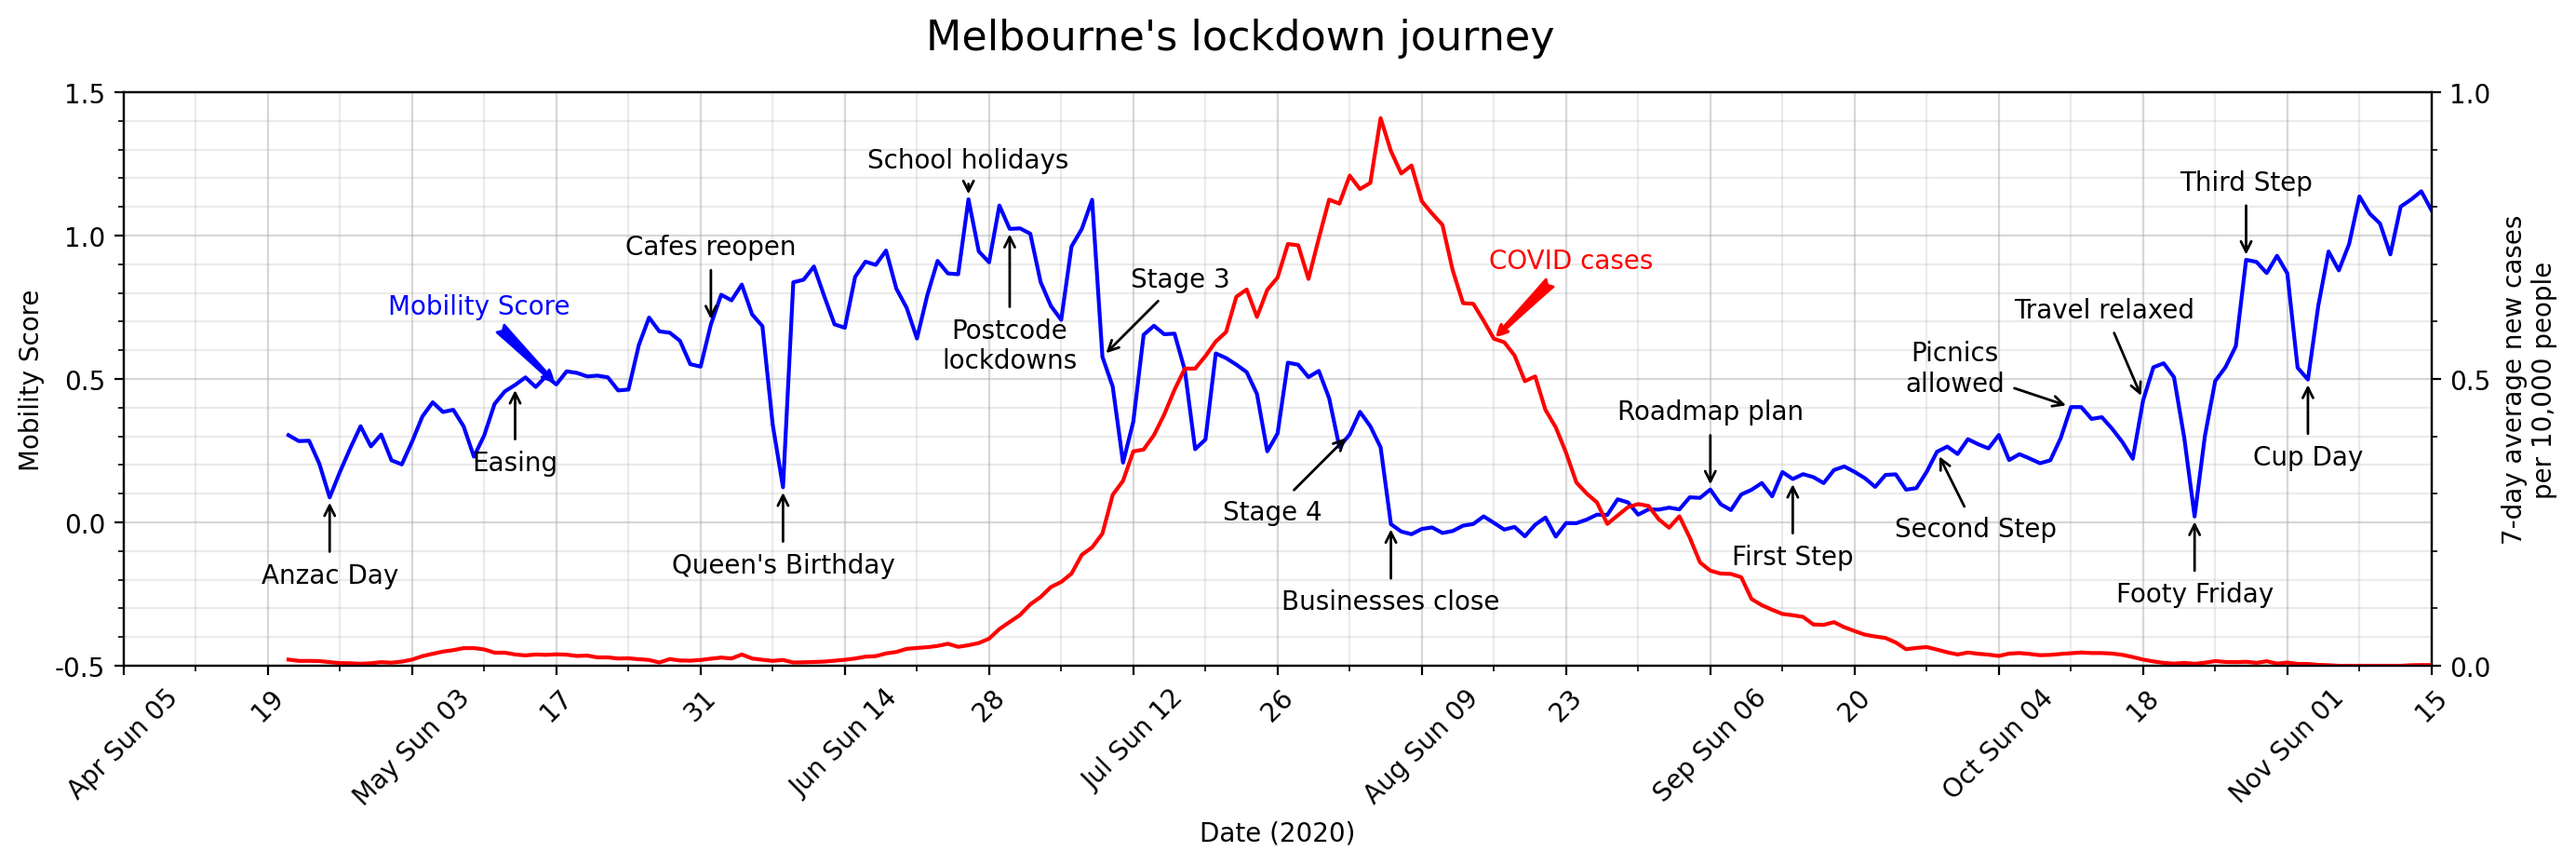 Melbourne's lockdown journey
1.5
1.0
0.5
0.0
-0.5
Mobility Score
1.0
0.5
0.0
7-day average new cases
per 10,000 people
School holidays
Third Step
Cafes reopen
COVID cases
Stage 3
Mobility Score
Travel relaxed
Postcode
lockdowns
Picnics
allowed
Roadmap plan
Easing
Cup Day
Stage 4
Second Step
Queen's Birthday
First Step
Anzac Day
Businesses close
Footy Friday
Apr Sun 05
19
May Sun 03
17
31
Jun Sun 14
28
Jul Sun 12
26
Aug Sun 09
23
Sep Sun 06
20
Oct Sun 04
18
Nov Sun 01
15
Date (2020)